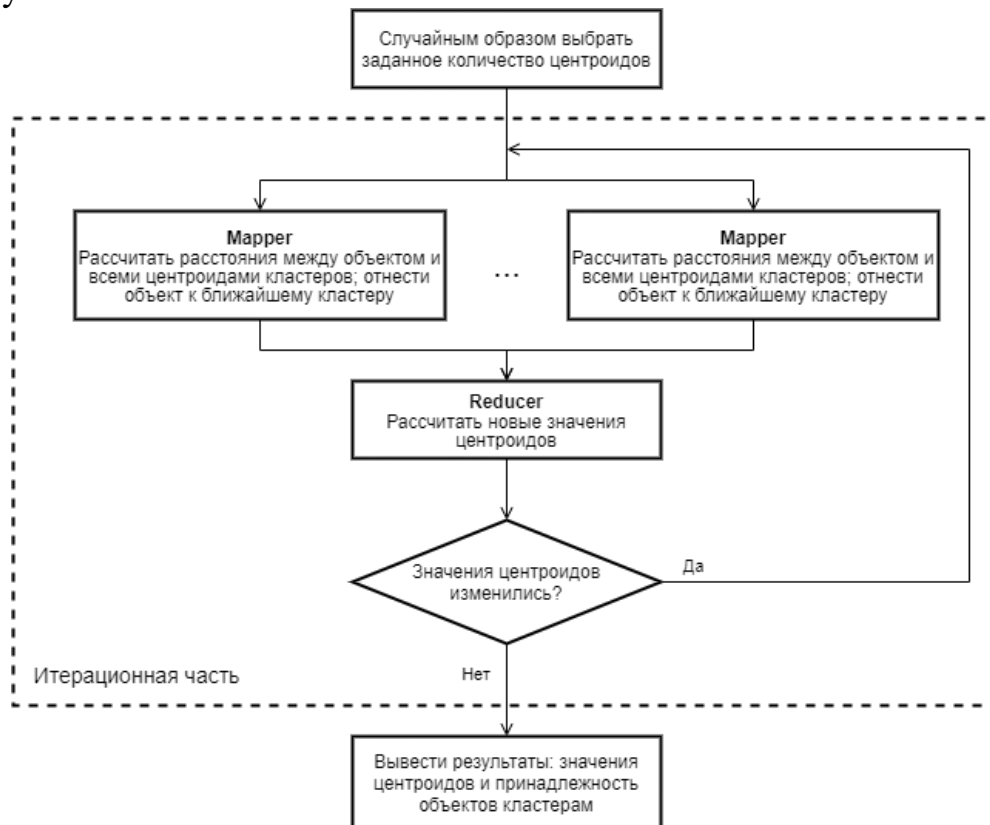 у
Случайным образом выбрать
заданное количество центроидов
Mapper
Рассчитать расстояния между объектом и
всеми центроидами кластеров; отнести
объект к ближайшему кластеру
...
Mapper
Рассчитать расстояния между объектом и
всеми центроидами кластеров; отнести
объект к ближайшему кластеру
Reducer
Рассчитать новые значения
центроидов
Значения центроидов
изменились?
Да
Итерационная часть
Нет
Вывести результаты: значения
центроидов и принадлежность
объектов кластерам